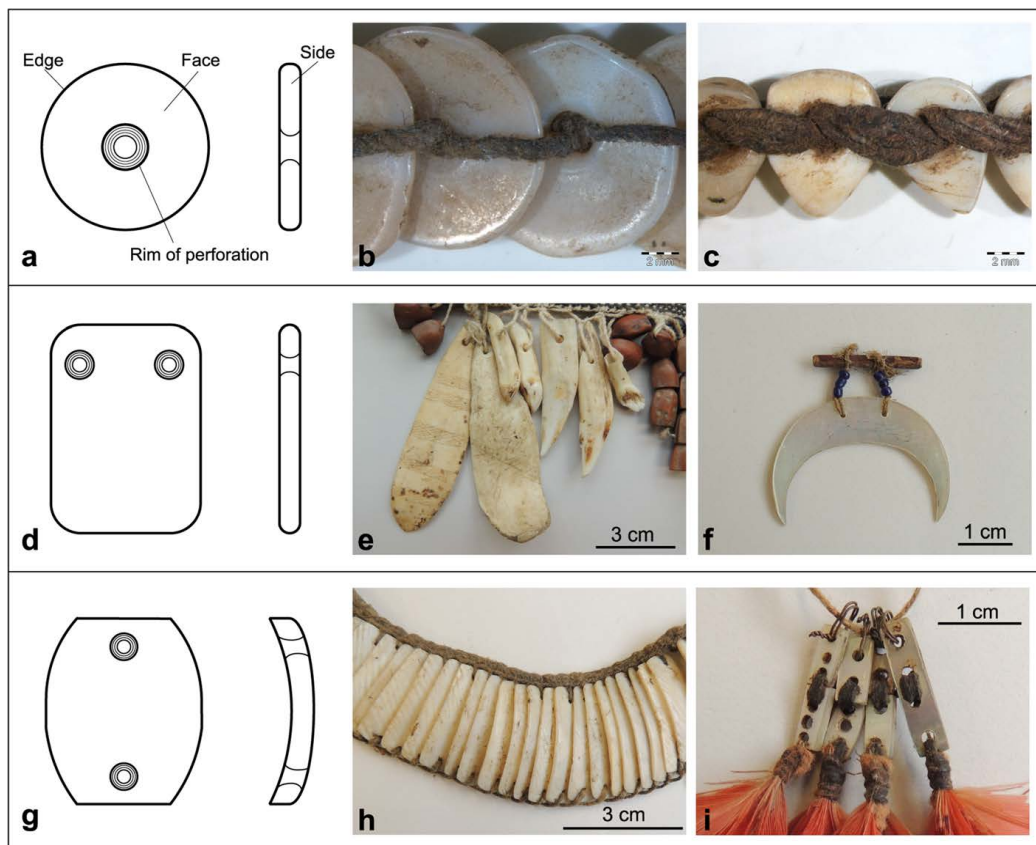 Edge
Face
Side
Rim of perforation
a
b
2 mm
c
2 mm
d
e
3 cm
f
1 cm
g
h
3 cm
i
1 cm